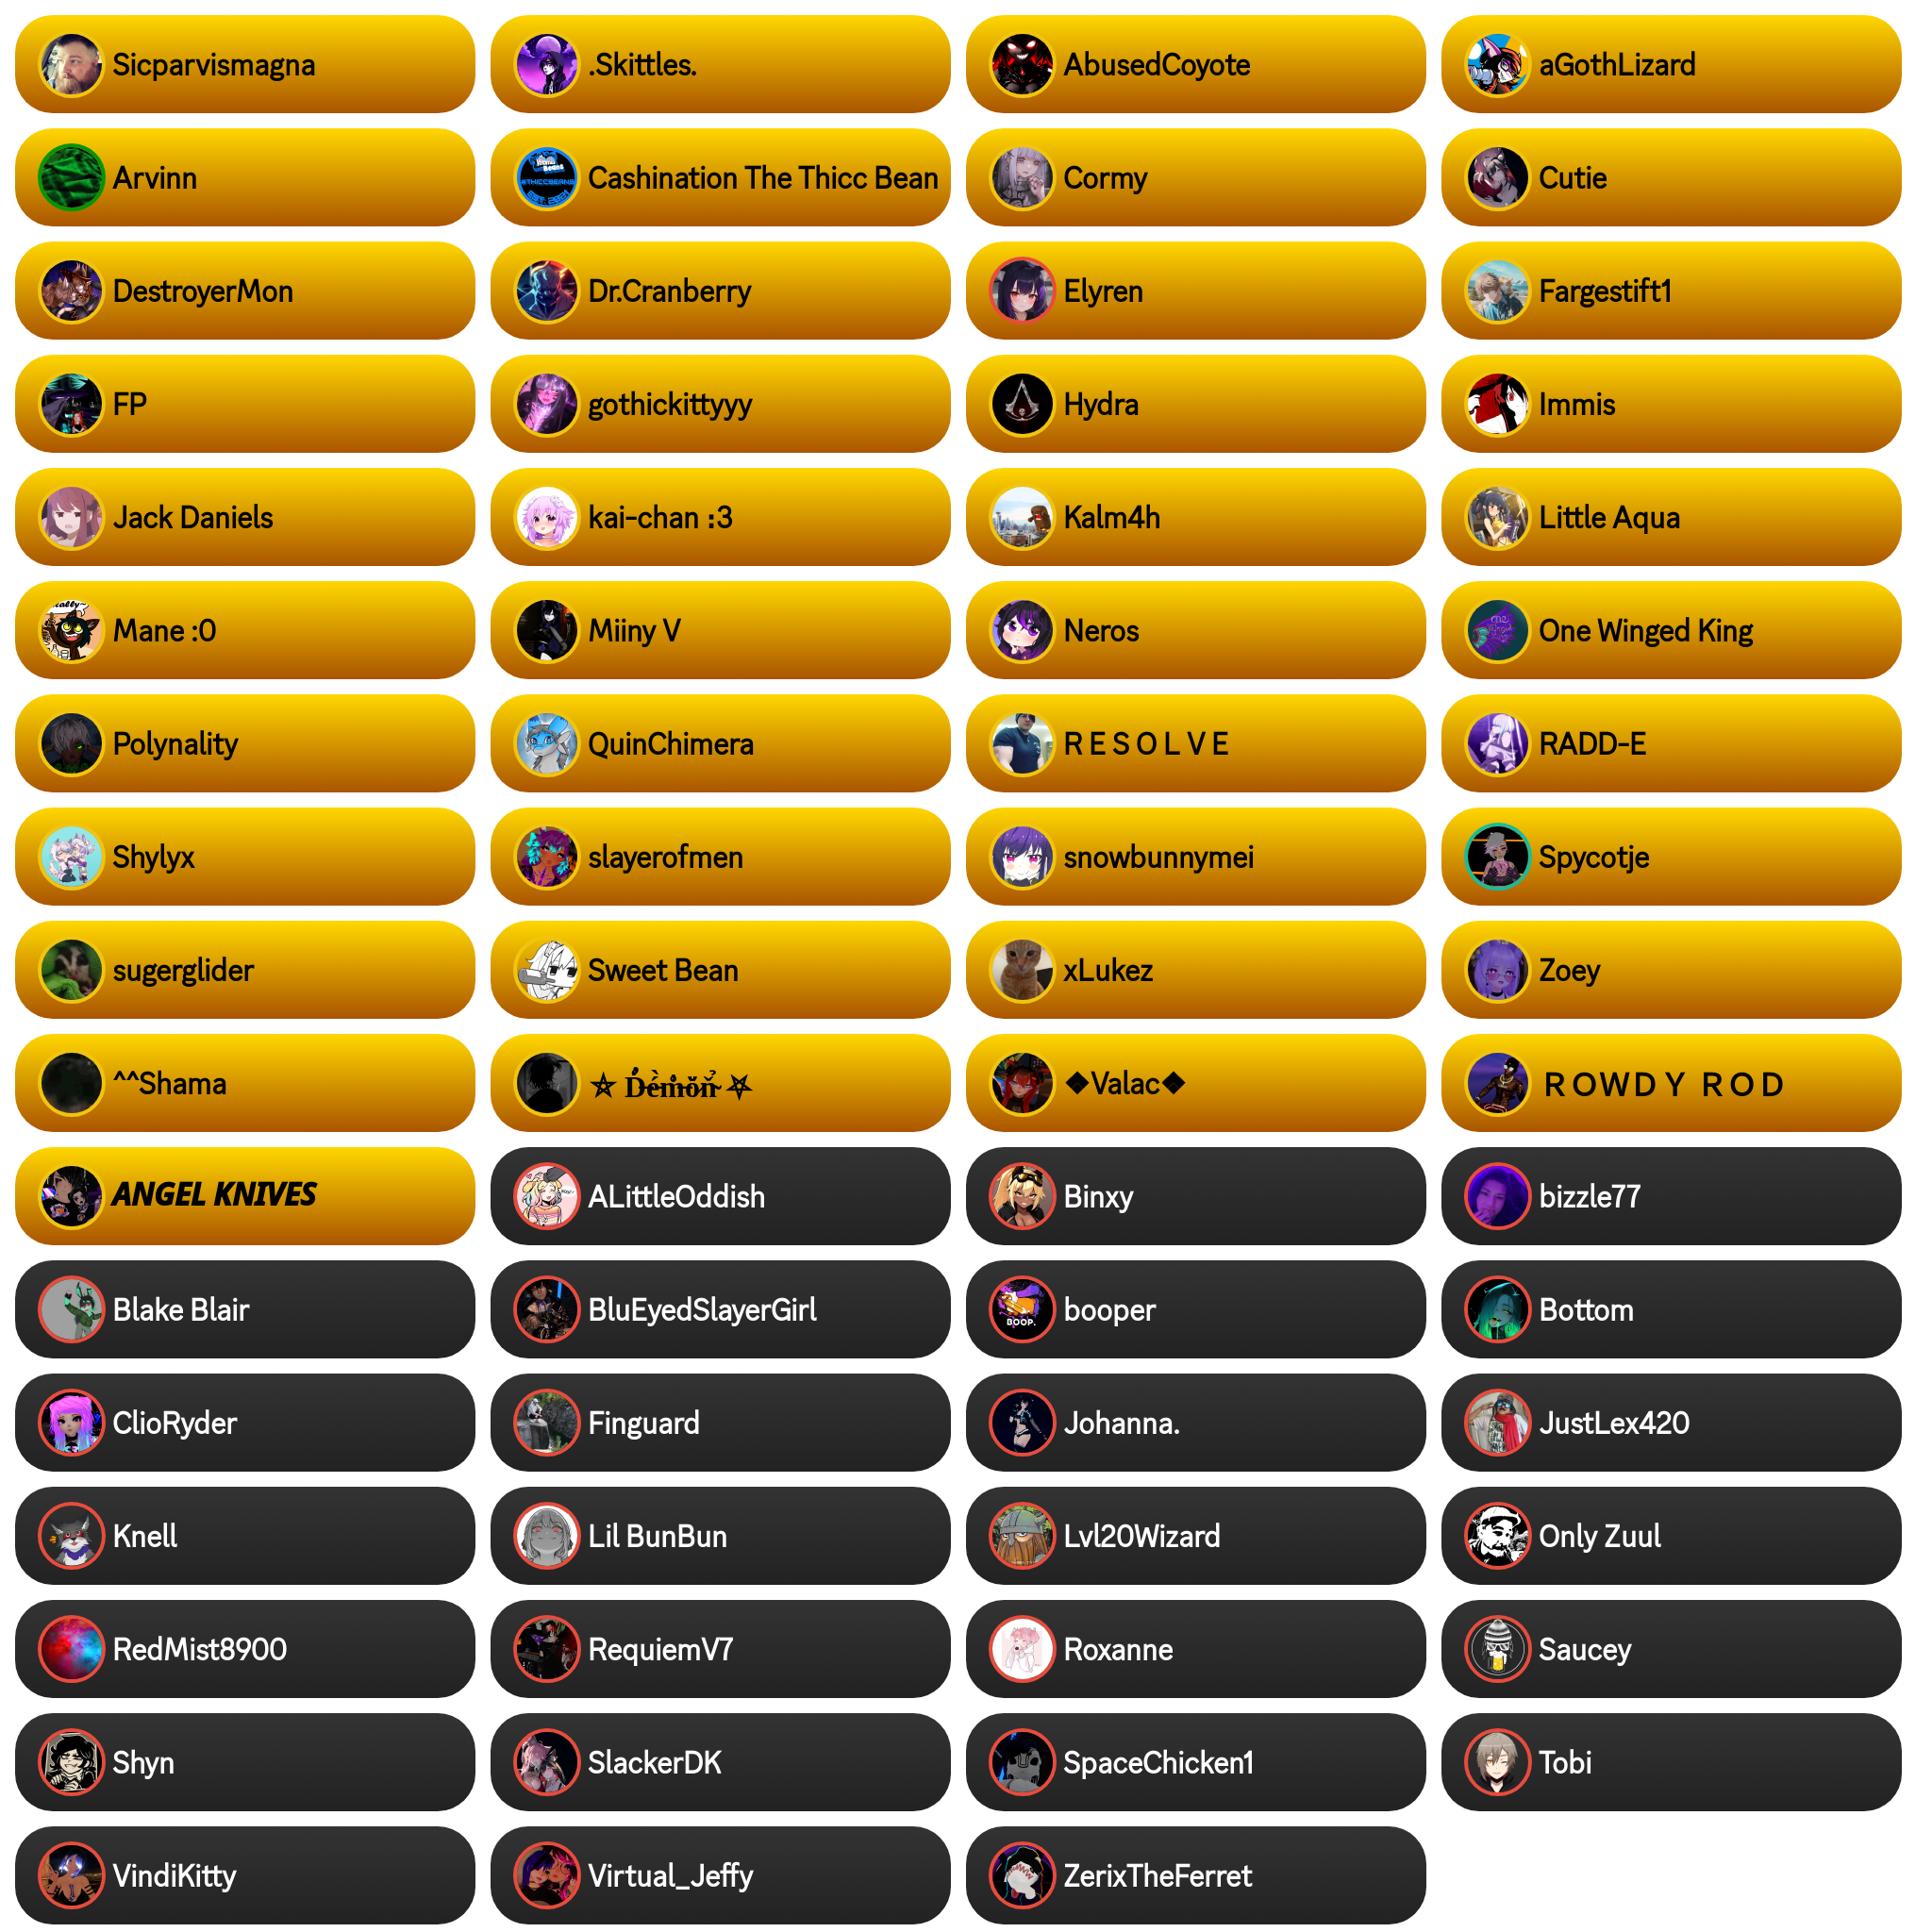 Sicparvismagna
.Skittles.
AbusedCoyote
aGothLizard
Arvinn
Cashination The Thicc Bean
Cormy
Cutie
DestroyerMon
Dr.Cranberry
Elyren
Fargestift1
FP
gothickittyyy
Hydra
Immis
Jack Daniels
kai-chan :3
Kalm4h
Little Aqua
Mane :0
Miiny V
Neros
One Winged King
Polynality
QuinChimera
R E S O L V E
RADD-E
Shylyx
slayerofmen
snowbunnymei
Spycotje
sugerglider
Sweet Bean
xLukez
Zoey
^^Shama
❖Valac❖
ＲＯＷＤＹ ＲＯＤ
ANGEL KNIVES
ALittleOddish
Binxy
bizzle77
Blake Blair
BluEyedSlayerGirl
booper
BOOP.
Bottom
ClioRyder
Finguard
Johanna.
JustLex420
Knell
Lil BunBun
Lvl20Wizard
Only Zuul
RedMist8900
RequiemV7
Roxanne
Saucey
Shyn
SlackerDK
SpaceChicken1
Tobi
VindiKitty
Virtual_Jeffy
ZerixTheFerret